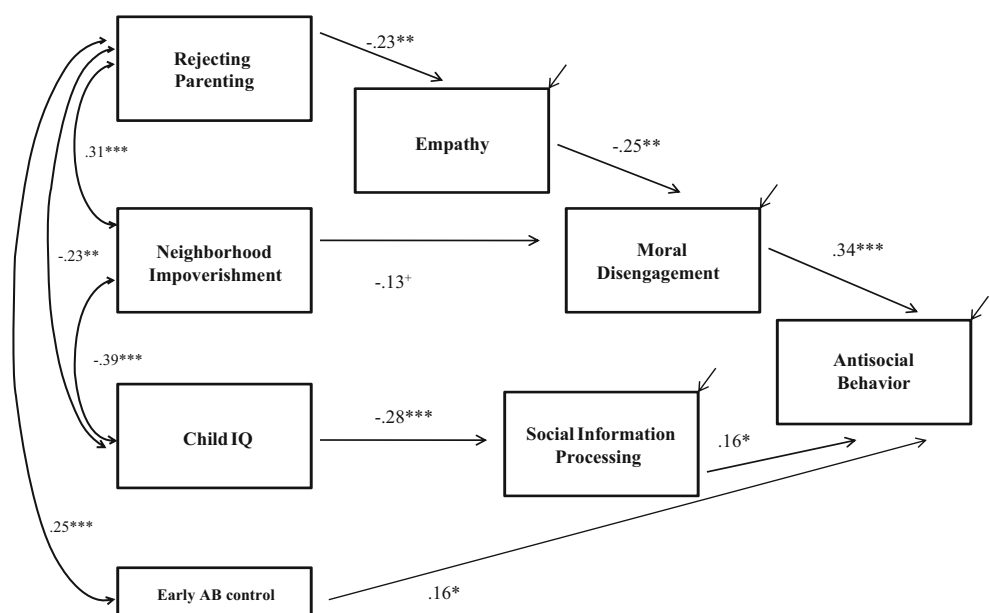 Rejecting
Parenting
-.23**
Empathy
-.25**
.31***
Neighborhood
Impoverishment
-.13+
Moral
Disengagement
.34***
-.23**
-.39***
Antisocial
Behavior
Child IQ
-.28***
Social Information
Processing
.16*
.25***
Early AB control
.16*